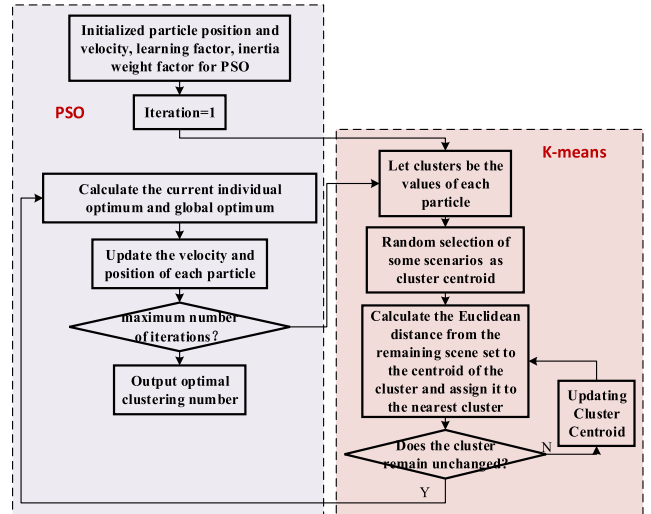 Initialized particle position and
velocity, learning factor, inertia
weight factor for PSO
PSO
Iteration=1
Calculate the current individual
optimum and global optimum
Update the velocity and
position of each particle
maximum number
of iterations?
Output optimal
clustering number
K-means
Let clusters be the
values of each
particle
Random selection of
some scenarios as
cluster centroid
Calculate the Euclidean
distance from the
remaining scene set to
the centroid of the
cluster and assign it to
the nearest cluster
Updating
Cluster
Centroid
Does the cluster
remain unchanged?
N
Y